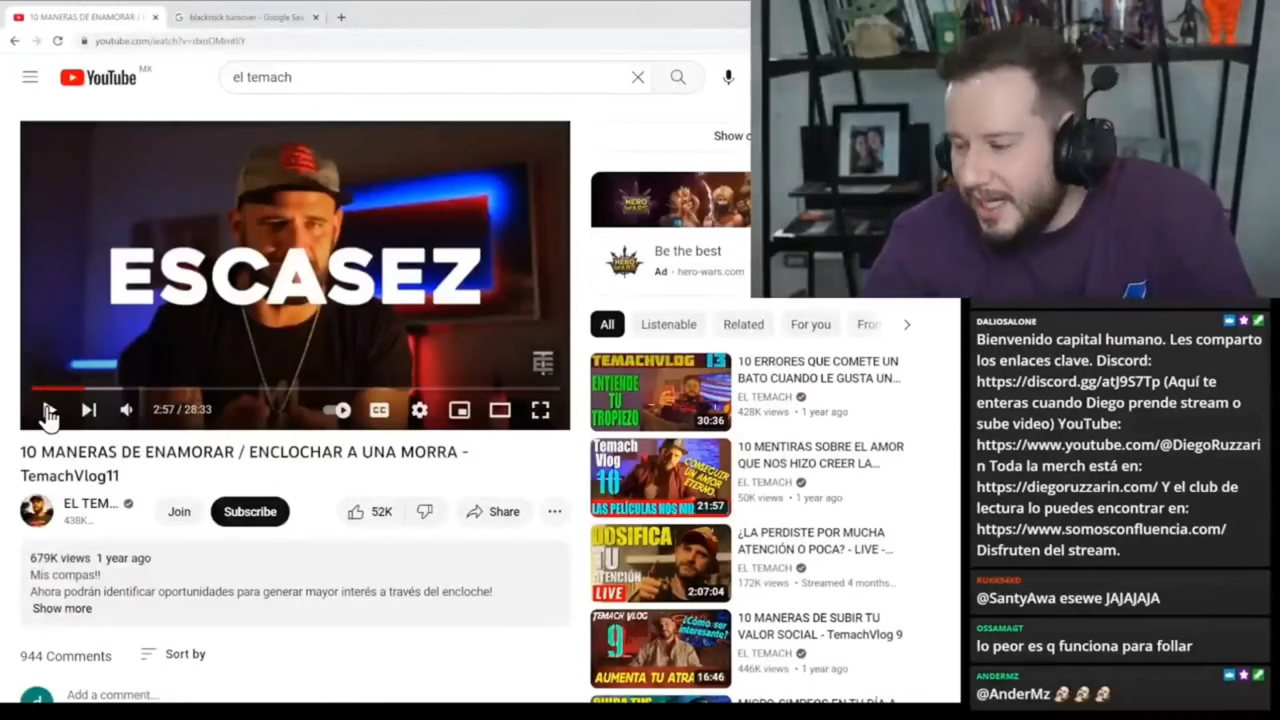 10 MANERAS DE ENAMORAR /
blackrock turnover - Google
youtube.com/watch?v=
YouTube MX
el temach
Show
ESCASEZ
2:57 / 28:33
CC
10 MANERAS DE ENAMORAR / ENCLOCHAR A UNA MORRA -
TemachVlog11
EL TEM...
438K...
Join
Subscribe
52K
Share
679K views 1 year ago
Mis compas!!
Ahora podrán identificar oportunidades para generar mayor interés a través del encloche!
Show more
944 Comments
Sort by
Add a comment...
HERO WARS
Be the best
Ad · hero-wars.com
All
Listenable
Related
For you
From
TEMACHVLOG 13
ENTIENDE
TU
TROPIEZO
30:36
10 ERRORES QUE COMETE UN
BATO CUANDO LE GUSTA UN...
EL TEMACH
428K views · 1 year ago
Temach
Vlog
10
CONSEGUIR
UN AMOR
ETERNO
LAS PELÍCULAS NOS
21:57
10 MENTIRAS SOBRE EL AMOR
QUE NOS HIZO CREER LA...
EL TEMACH
50K views · 1 year ago
DOSIFICA
TU
ATENCIÓN
LIVE
2:07:04
¿LA PERDISTE POR MUCHA
ATENCIÓN O POCA? - LIVE -...
EL TEMACH
172K views · Streamed 4 months...
TEMACH VLOG
9
¿Cómo ser
interesante?
AUMENTA TU ATRA
16:46
10 MANERAS DE SUBIR TU
VALOR SOCIAL - TemachVlog 9
EL TEMACH
446K views · 1 year ago
DALIOSALONE
Bienvenido capital humano. Les comparto
los enlaces clave. Discord:
https://discord.gg/atJ9S7Tp (Aquí te
enteras cuando Diego prende stream o
sube video) YouTube:
https://www.youtube.com/@DiegoRuzzari
n Toda la merch está en:
https://diegoruzzarin.com/ Y el club de
lectura lo puedes encontrar en:
https://www.somosconfluencia.com/
Disfruten del stream.
@SantyAwa esewe JAJAJAJA
OSSAMAGT
lo peor es q funciona para follar
ANDERMZ
@AnderMz